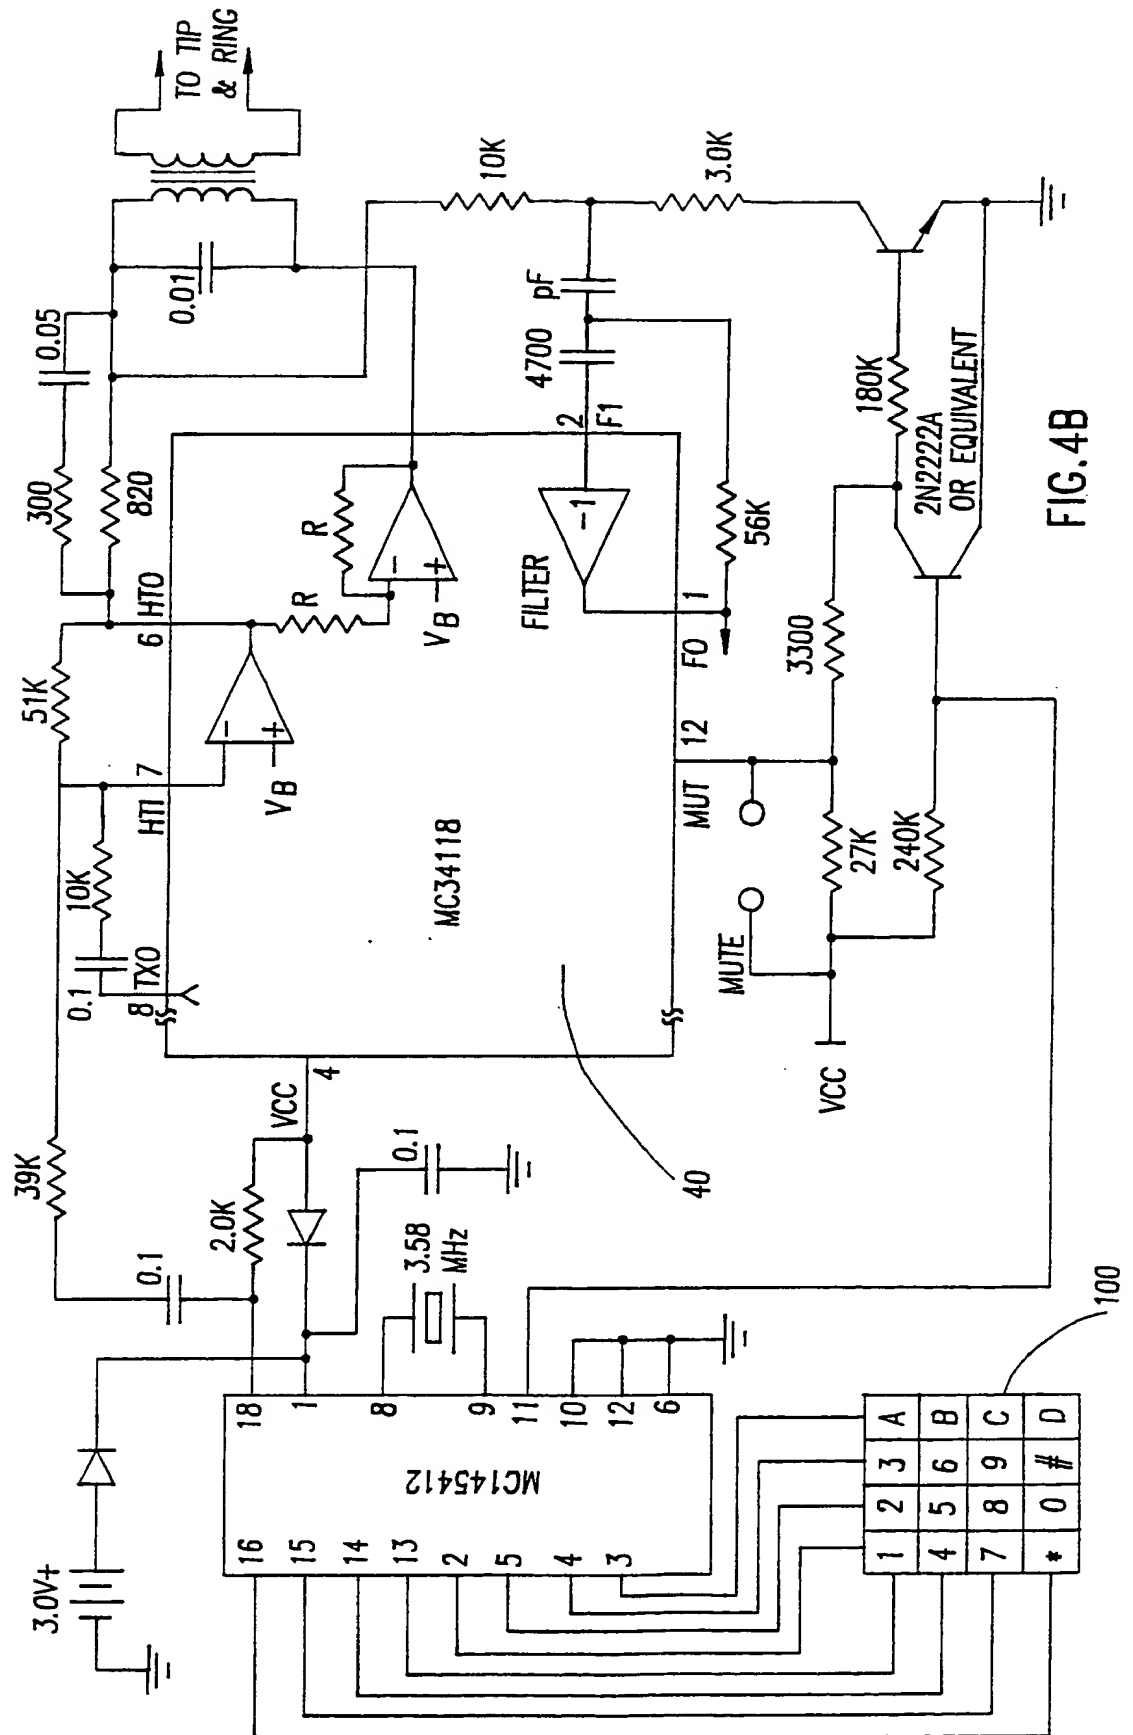 3.0V+
0.1
39K
0.1
10K
51K
300
0.05
8 TXO
HTI 7
6 HTO
820
0.01
TO TIP
& RING
2.0K
VCC
4
0.1
VB
R
R
VB
- +
- +
MC34118
40
FILTER
-1
2
F1
4700
pF
10K
3.0K
FO 1
56K
12
MUT
MUTE
3300
27K
240K
VCC
180K
2N2222A
OR EQUIVALENT
16
15
14
13
2
5
4
3
MC145412
18
1
8
9
11
10
12
6
3.58
MHz
1 2 3 A
4 5 6 B
7 8 9 C
* 0 # D
100
FIG.4B